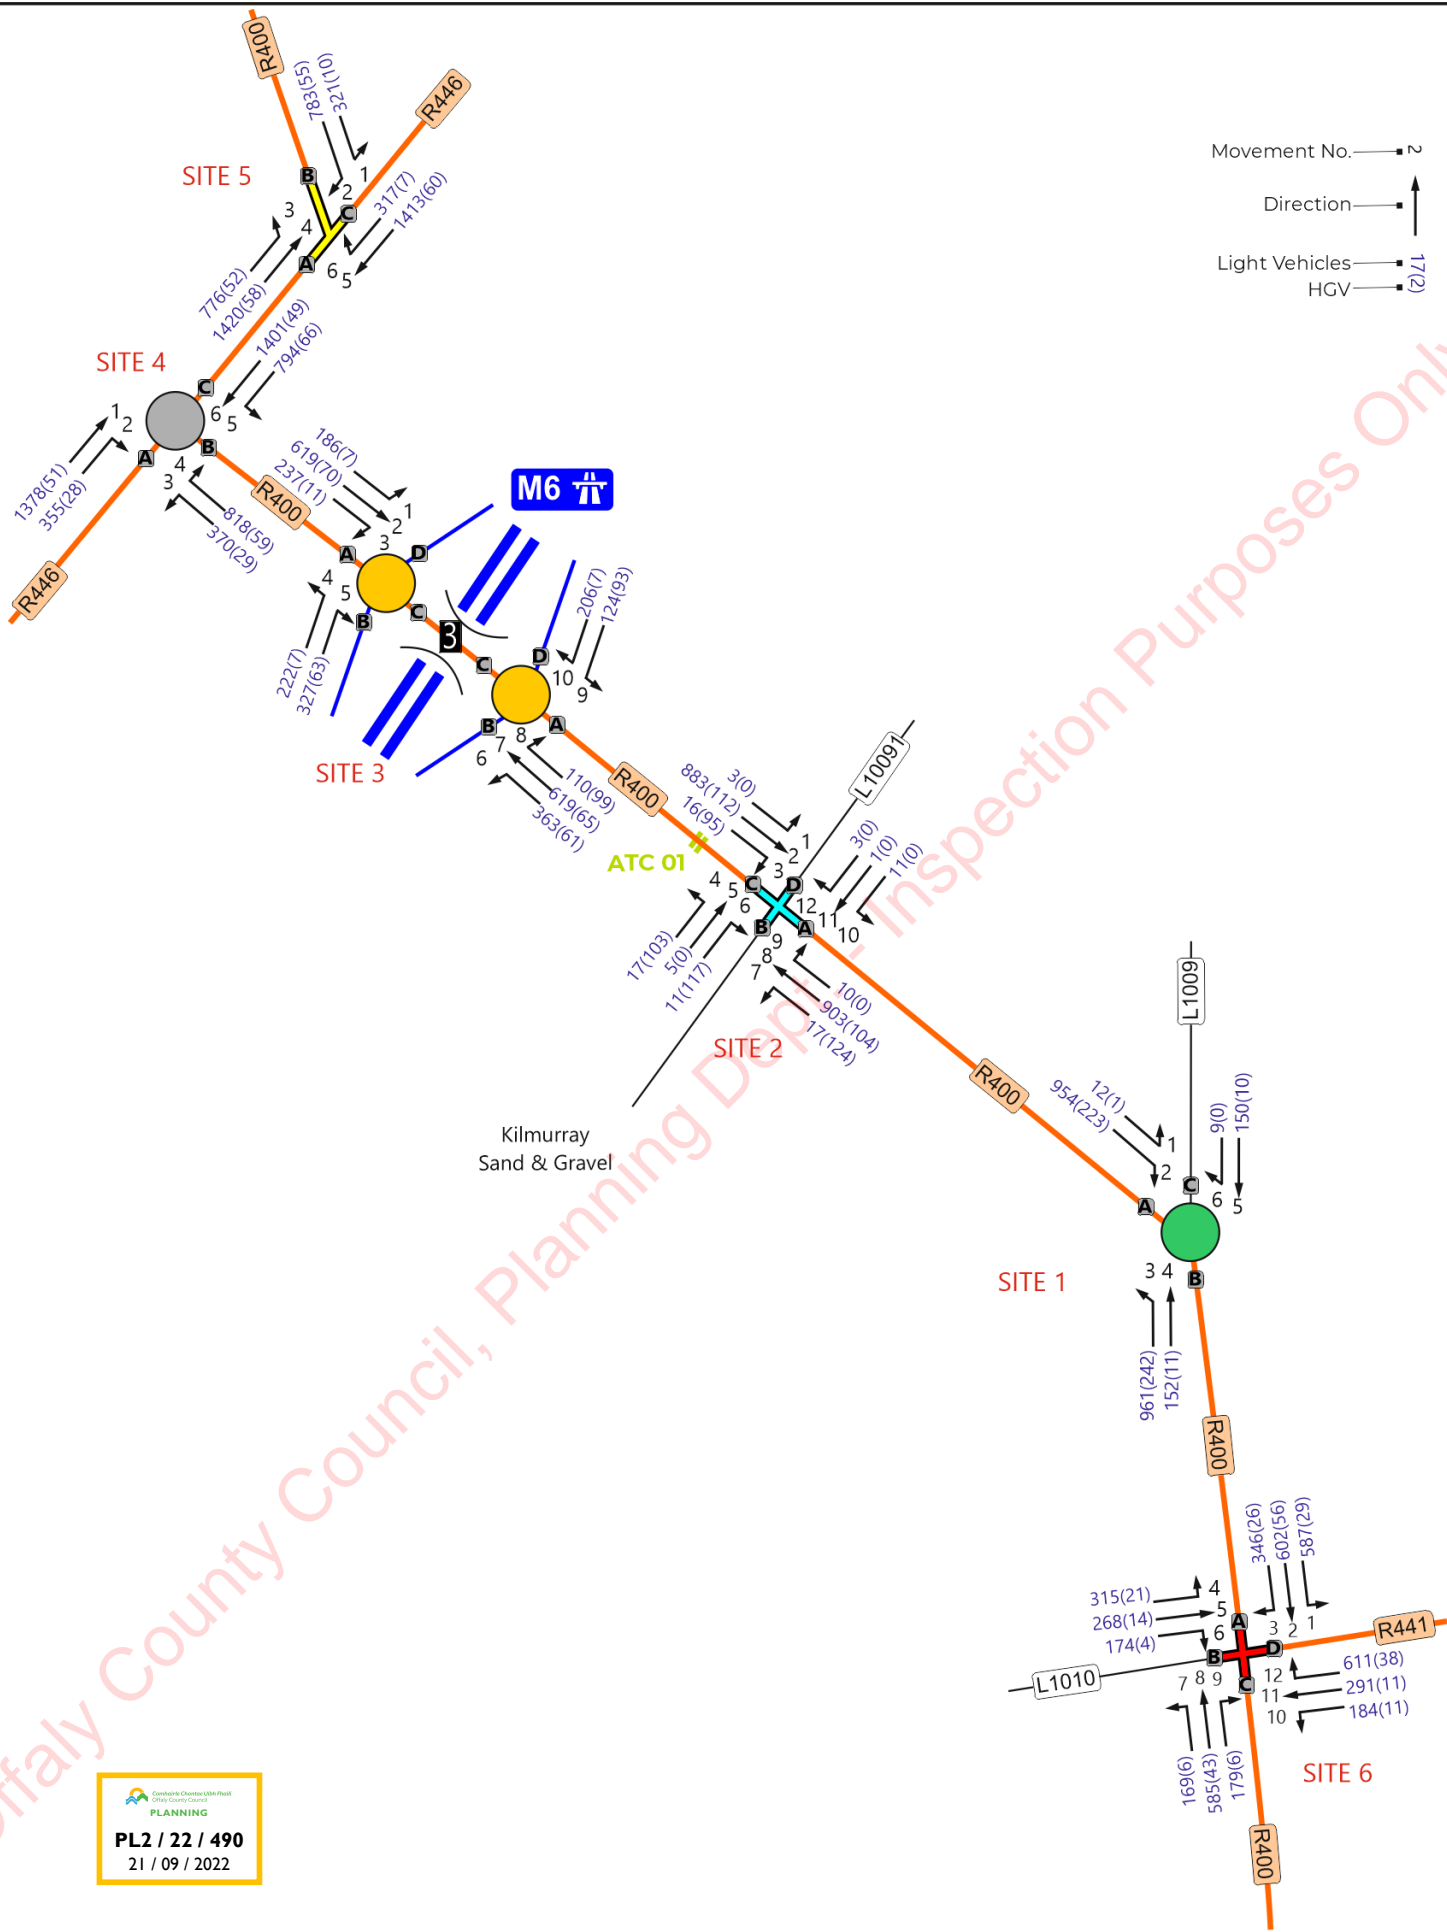 R400
783(55)
321(10)
R446
SITE 5
B
1
2
C
317(7)
1413(60)
3
4
A
6
5
776(52)
1420(58)
1401(49)
794(66)
Movement No.
2
Direction
Light Vehicles
HGV
17(2)
SITE 4
C
6
5
1
2
A
B
4
3
1378(51)
355(28)
818(59)
370(29)
R446
R400
186(7)
619(70)
237(11)
1
2
3
M6
A
D
4
5
B
C
3
222(7)
327(63)
206(7)
124(93)
C
D
10
9
B
A
8
7
6
SITE 3
110(99)
619(65)
363(61)
R400
ATC 01
L10091
3(0)
883(112)
16(95)
1
2
3
3(0)
1(0)
11(0)
4
5
6
C
D
12
11
10
B
A
9
8
7
17(103)
5(0)
11(117)
10(0)
903(104)
17(124)
SITE 2
Kilmurray
Sand & Gravel
R400
L1009
12(1)
954(223)
1
2
9(0)
150(10)
C
6
5
A
3
4
B
SITE 1
961(242)
152(11)
R400
346(26)
602(56)
587(29)
315(21)
268(14)
174(4)
4
5
6
A
3
2
1
R441
B
D
L1010
7
8
9
C
12
11
10
611(38)
291(11)
184(11)
169(6)
585(43)
179(6)
SITE 6
R400
Offaly County Council, Planning Dept. - Inspection Purposes Only
Comhairle Chontae Uíbh Fhailí
Offaly County Council
PLANNING
PL2 / 22 / 490
21 / 09 / 2022